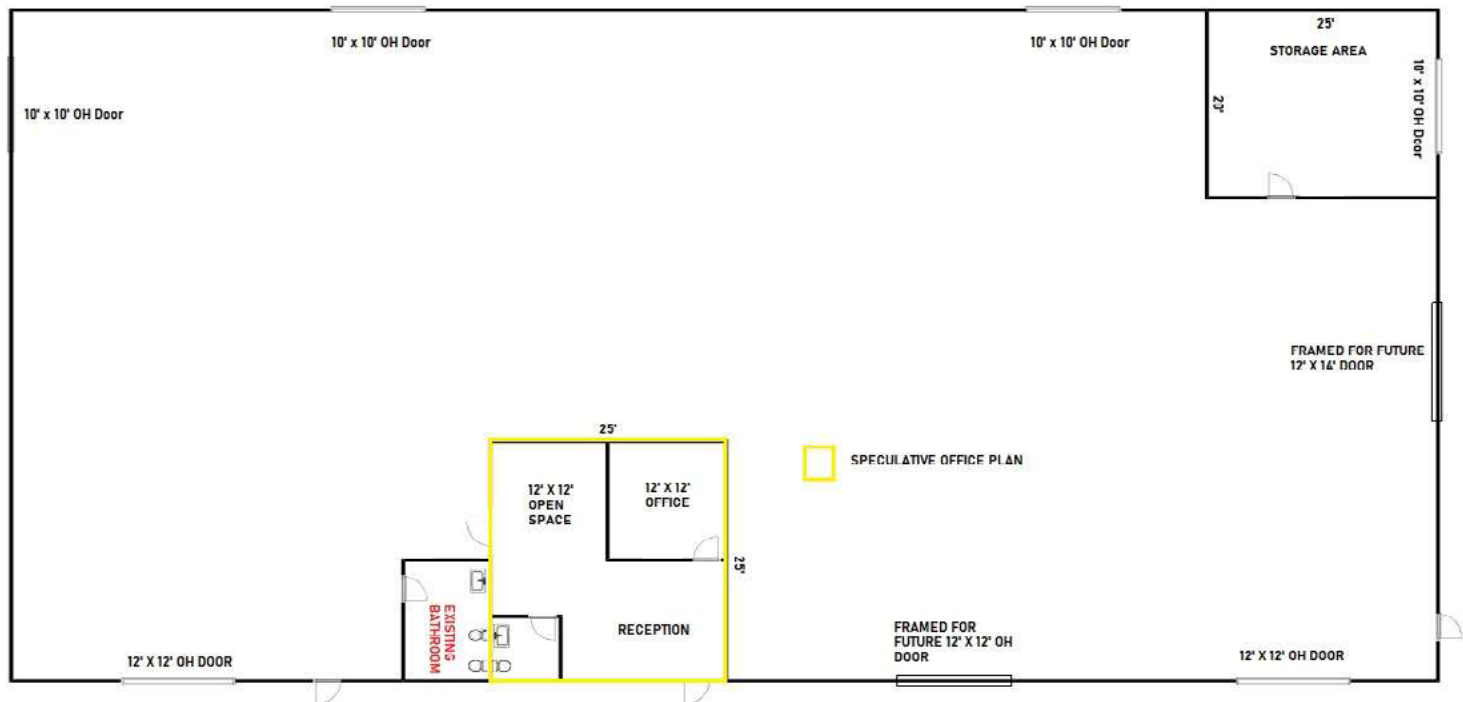 25'
10' x 10' OH Door
10' x 10' OH Door
STORAGE AREA
10' x 10' OH Door
20'
10' x 10' OH Door
FRAMED FOR FUTURE
12' X 14' DOOR
25'
SPECULATIVE OFFICE PLAN
12' X 12'
OPEN
SPACE
12' X 12'
OFFICE
25'
EXISTING
BATHROOM
RECEPTION
FRAMED FOR
FUTURE 12' X 12' OH
DOOR
12' X 12' OH DOOR
12' X 12' OH DOOR